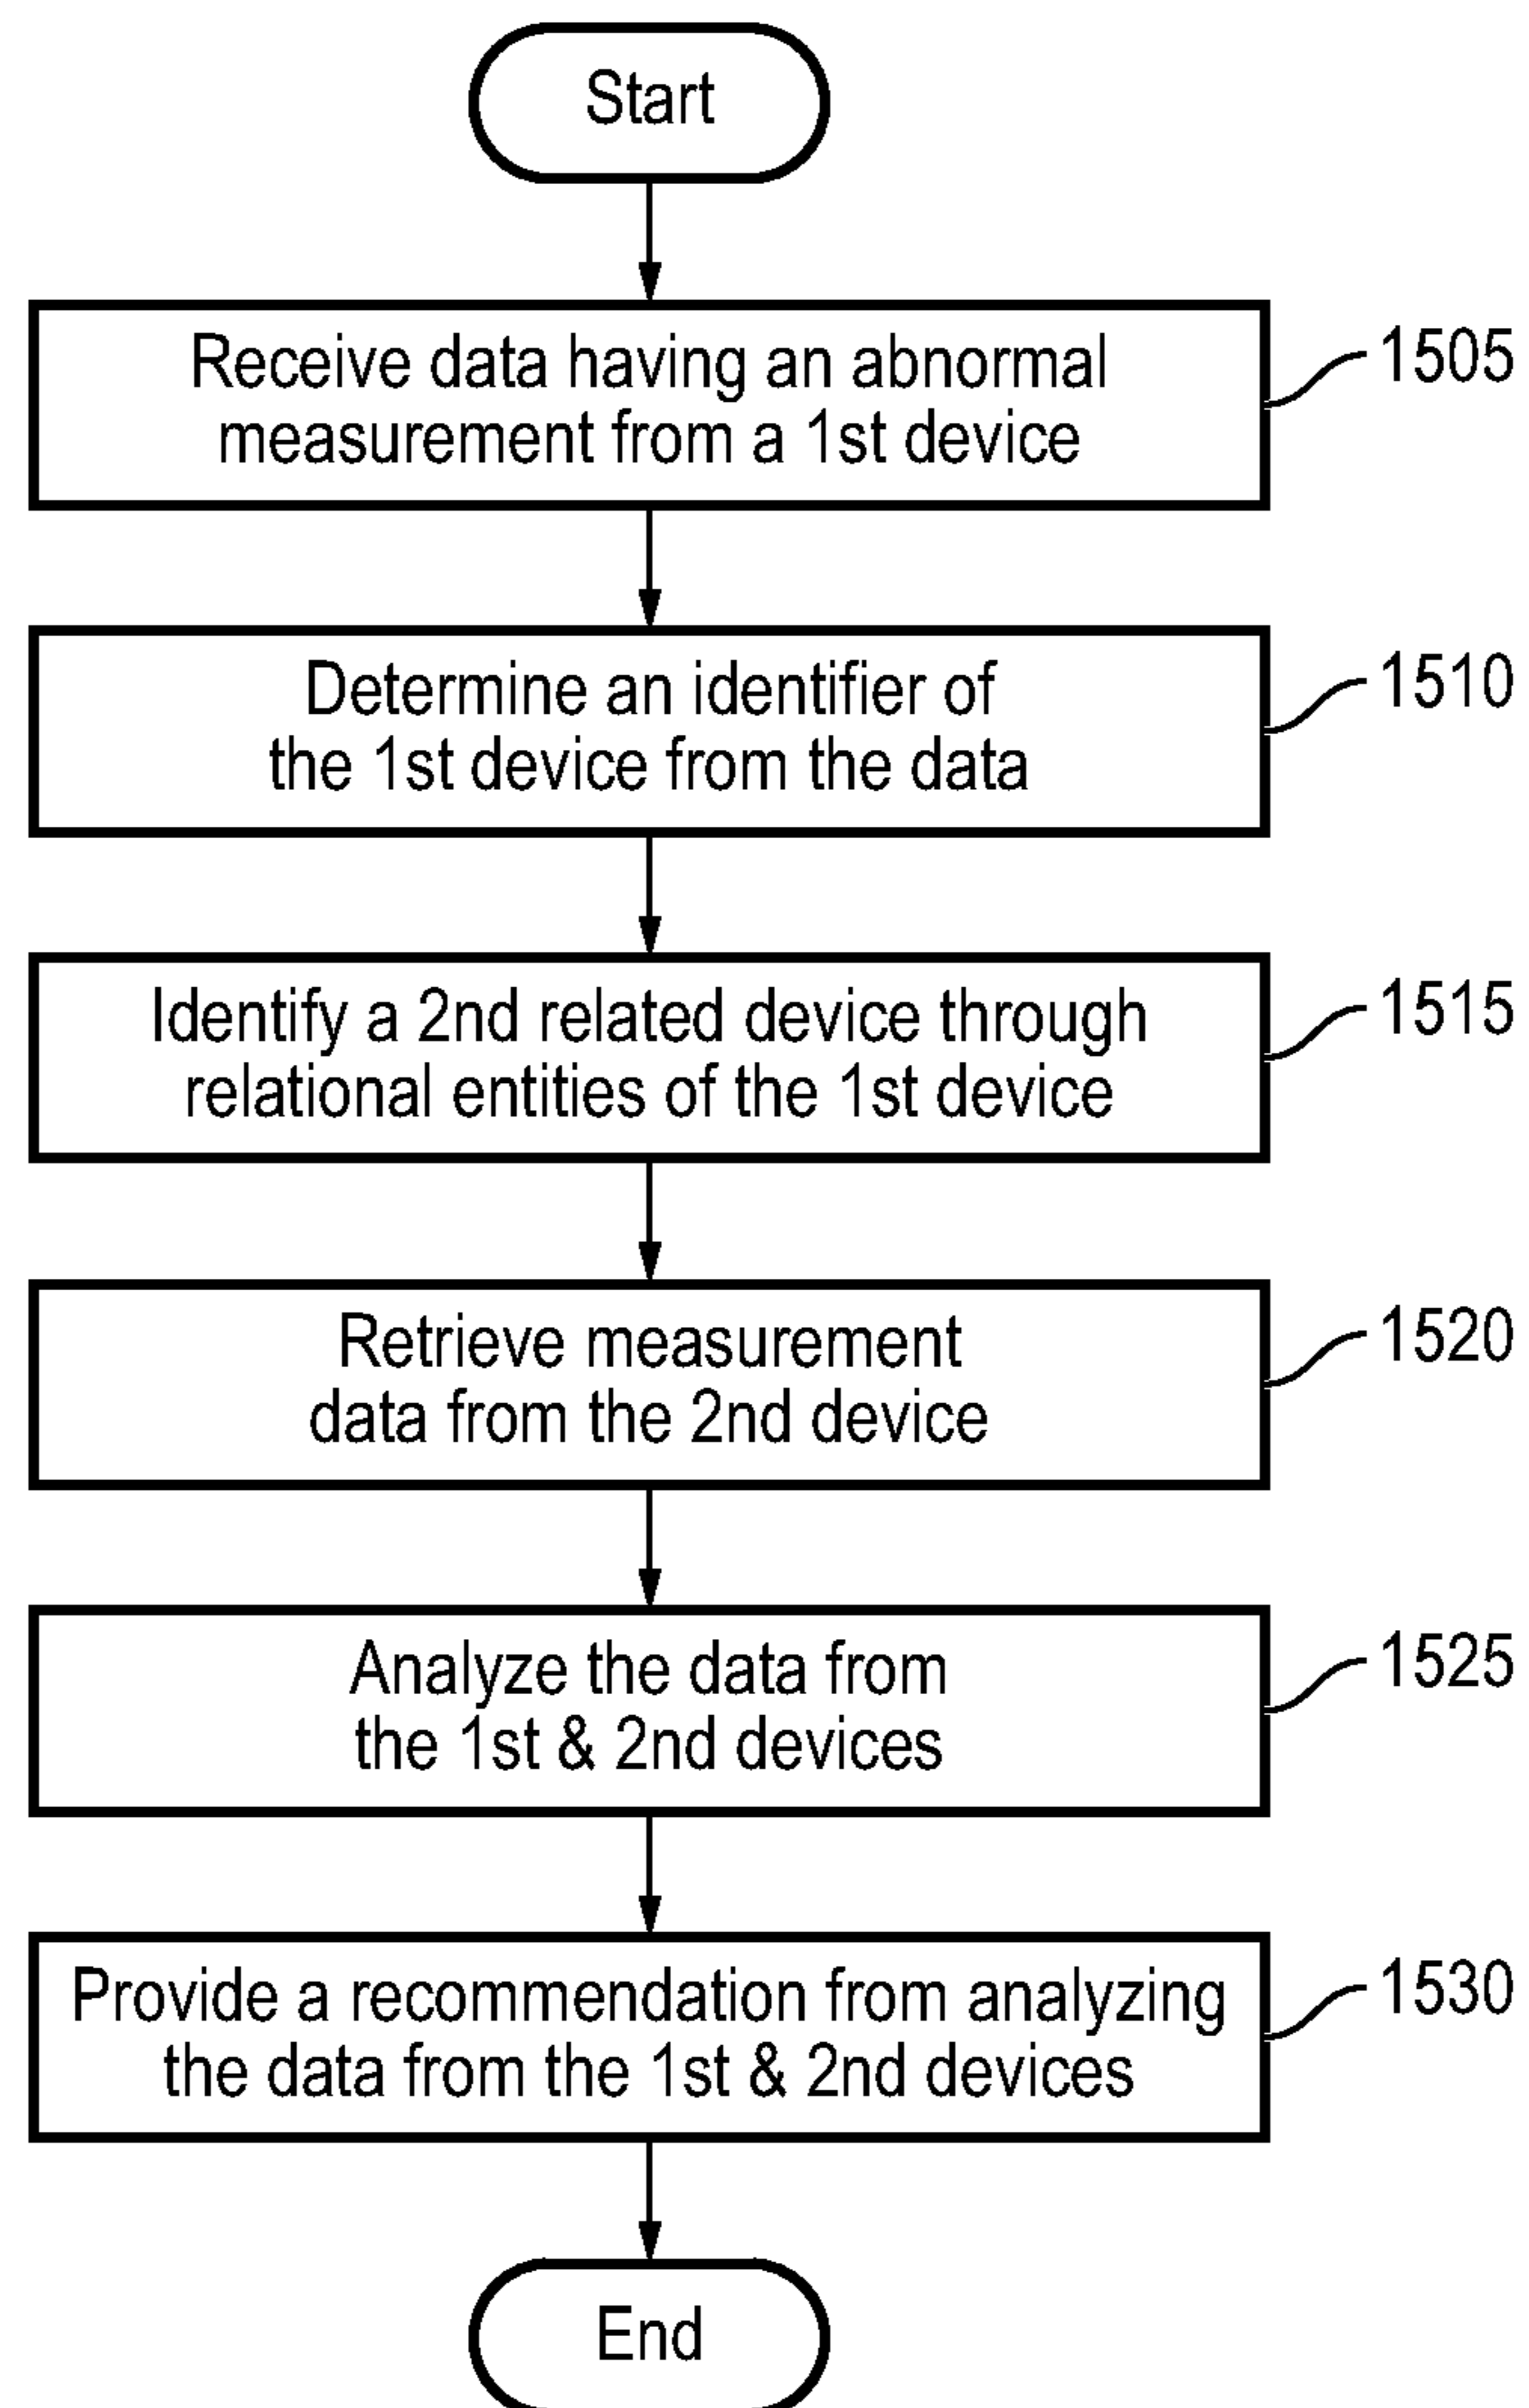 Start
Receive data having an abnormal
measurement from a 1st device
1505
Determine an identifier of
the 1st device from the data
1510
Identify a 2nd related device through
relational entities of the 1st device
1515
Retrieve measurement
data from the 2nd device
1520
Analyze the data from
the 1st & 2nd devices
1525
Provide a recommendation from analyzing
the data from the 1st & 2nd devices
1530
End